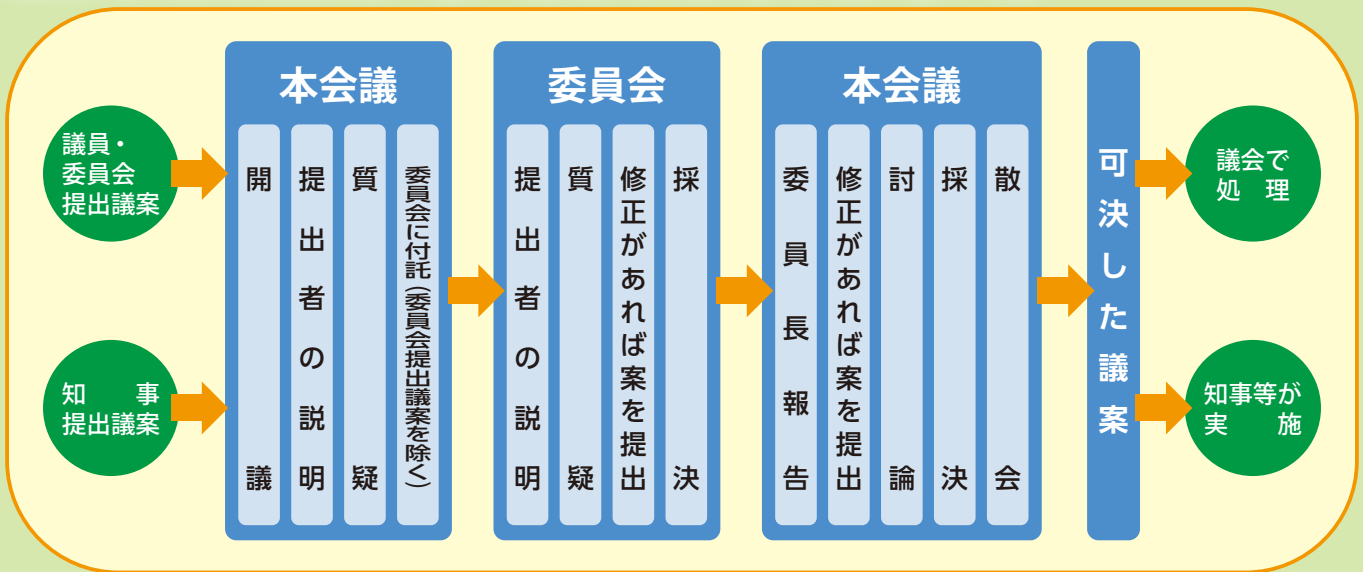 議員・
委員会
提出議案
知事
提出議案
本会議
開議
提出者の説明
質疑
委員会に付託（委員会提出議案を除く）
委員会
提出者の説明
質疑
修正があれば案を提出
採決
本会議
委員長報告
修正があれば案を提出
討論
採決
散会
可決した議案
議会で
処理
知事等が
実施